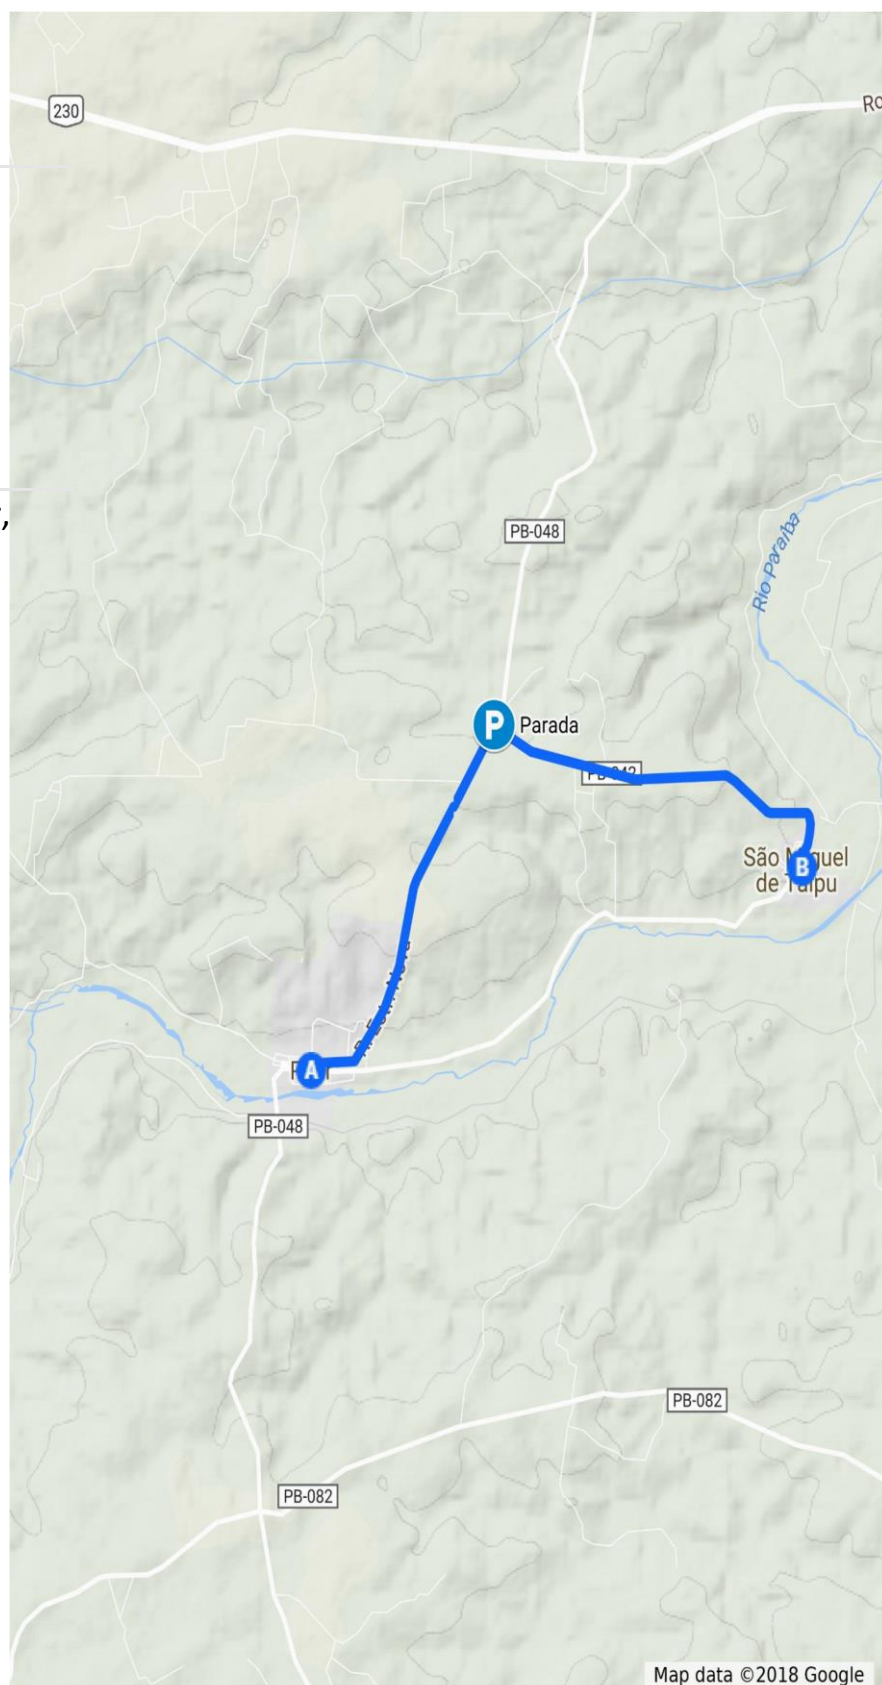 230
Ro
,
PB-048
Rio Paraíba
P
Parada
São
de
B
A
PB-048
PB-082
PB-082
Map data ©2018 Google